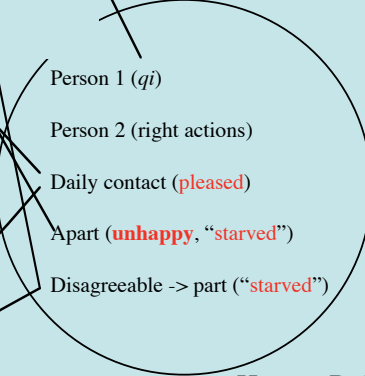 Person 1 (qi)
Person 2 (right actions)
Daily contact (pleased)
Apart (unhappy, “starved”)
Disagreeable -> part (“starved”)